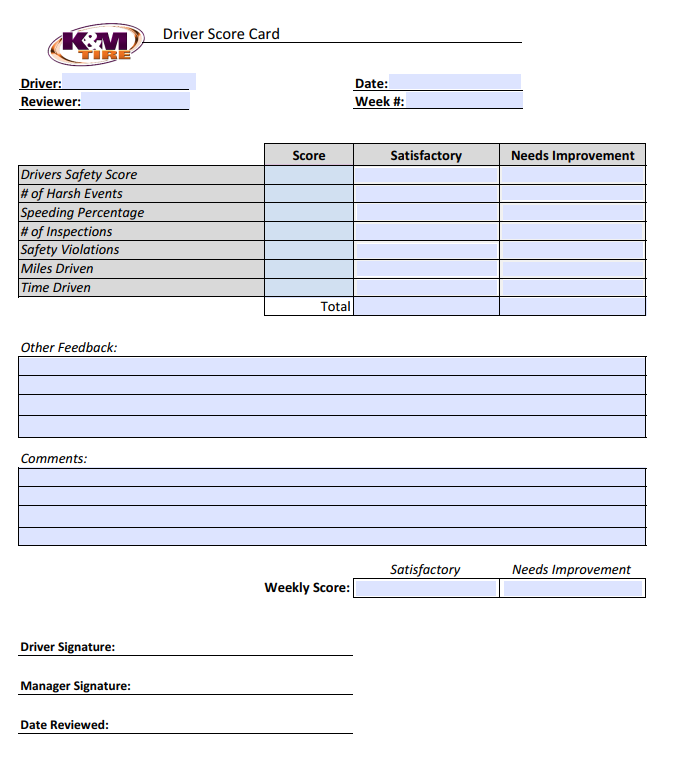 K&M
TIRE
Driver Score Card
Driver: Date:
Reviewer: Week #:
Score Satisfactory Needs Improvement
Drivers Safety Score
# of Harsh Events
Speeding Percentage
# of Inspections
Safety Violations
Miles Driven
Time Driven
Total
Other Feedback:
Comments:
Satisfactory Needs Improvement
Weekly Score:
Driver Signature:
Manager Signature:
Date Reviewed: